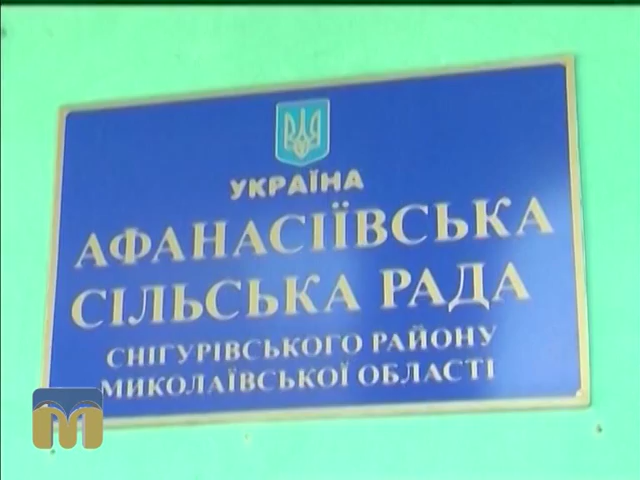 УКРАЇНА
АФАНАСІЇВСЬКА
СІЛЬСЬКА РАДА
СНІГУРІВСЬКОГО РАЙОНУ
МИКОЛАЇВСЬКОЇ ОБЛАСТІ
m